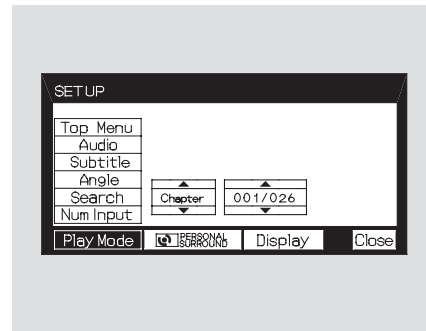 SETUP
Top Menu
Audio
Subtitle
Angle
Search
Num Input
Chapter
001/026
Play Mode
PERSONAL
SURROUND
Display
Close